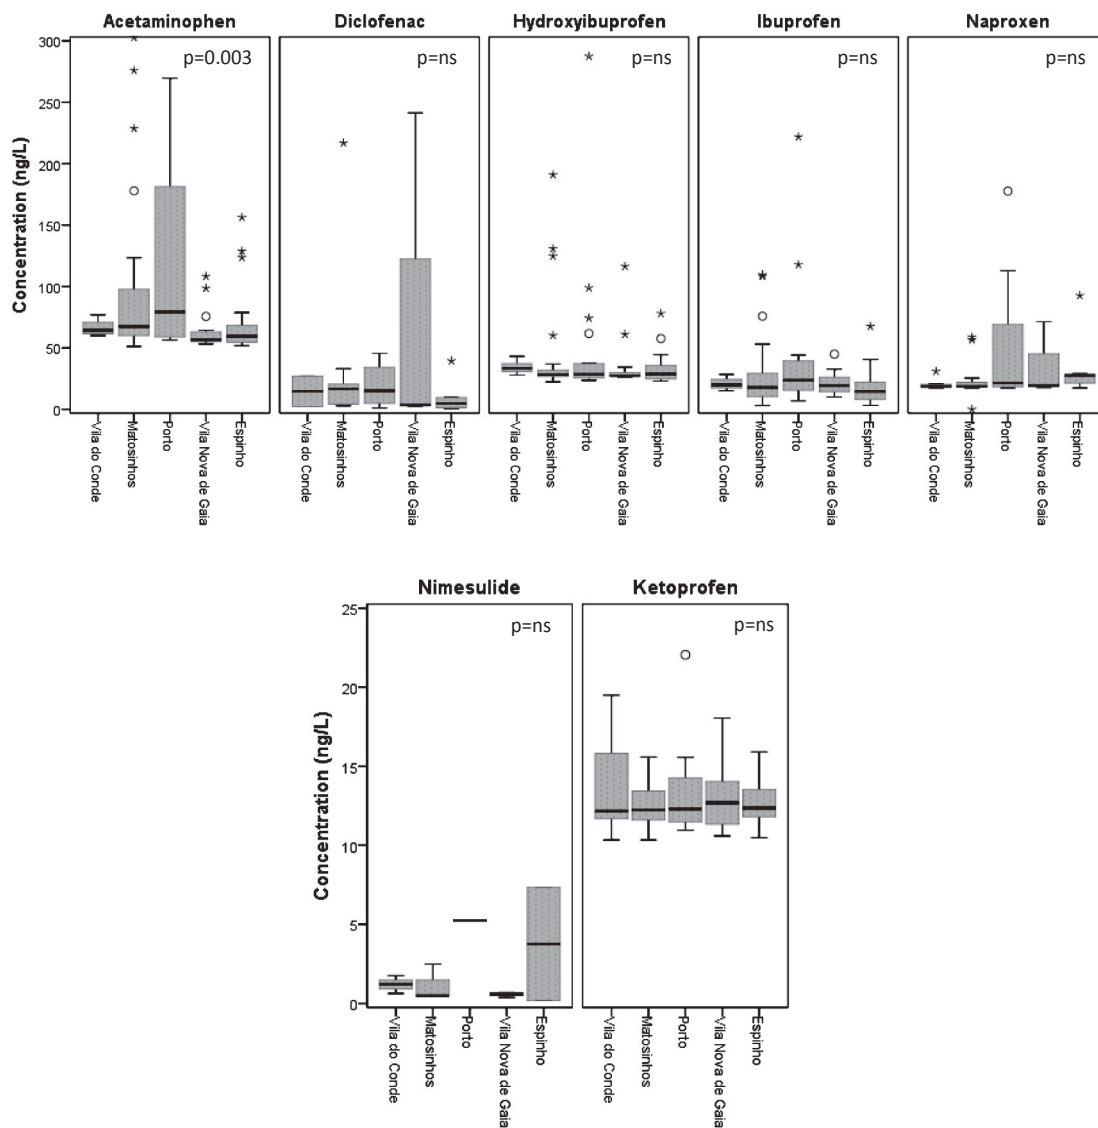 Acetaminophen Diclofenac Hydroxyibuprofen Ibuprofen Naproxen
p=0.003 p=ns p=ns p=ns p=ns
Concentration (ng/L)
300
250
200
150
100
50
0
Vila do Conde Matosinhos Porto Vila Nova de Gaia Espinho Vila do Conde Matosinhos Porto Vila Nova de Gaia Espinho Vila do Conde Matosinhos Porto Vila Nova de Gaia Espinho Vila do Conde Matosinhos Porto Vila Nova de Gaia Espinho Vila do Conde Matosinhos Porto Vila Nova de Gaia Espinho
Nimesulide Ketoprofen
p=ns p=ns
Concentration (ng/L)
25
20
15
10
5
0
Vila do Conde Matosinhos Porto Vila Nova de Gaia Espinho Vila do Conde Matosinhos Porto Vila Nova de Gaia Espinho